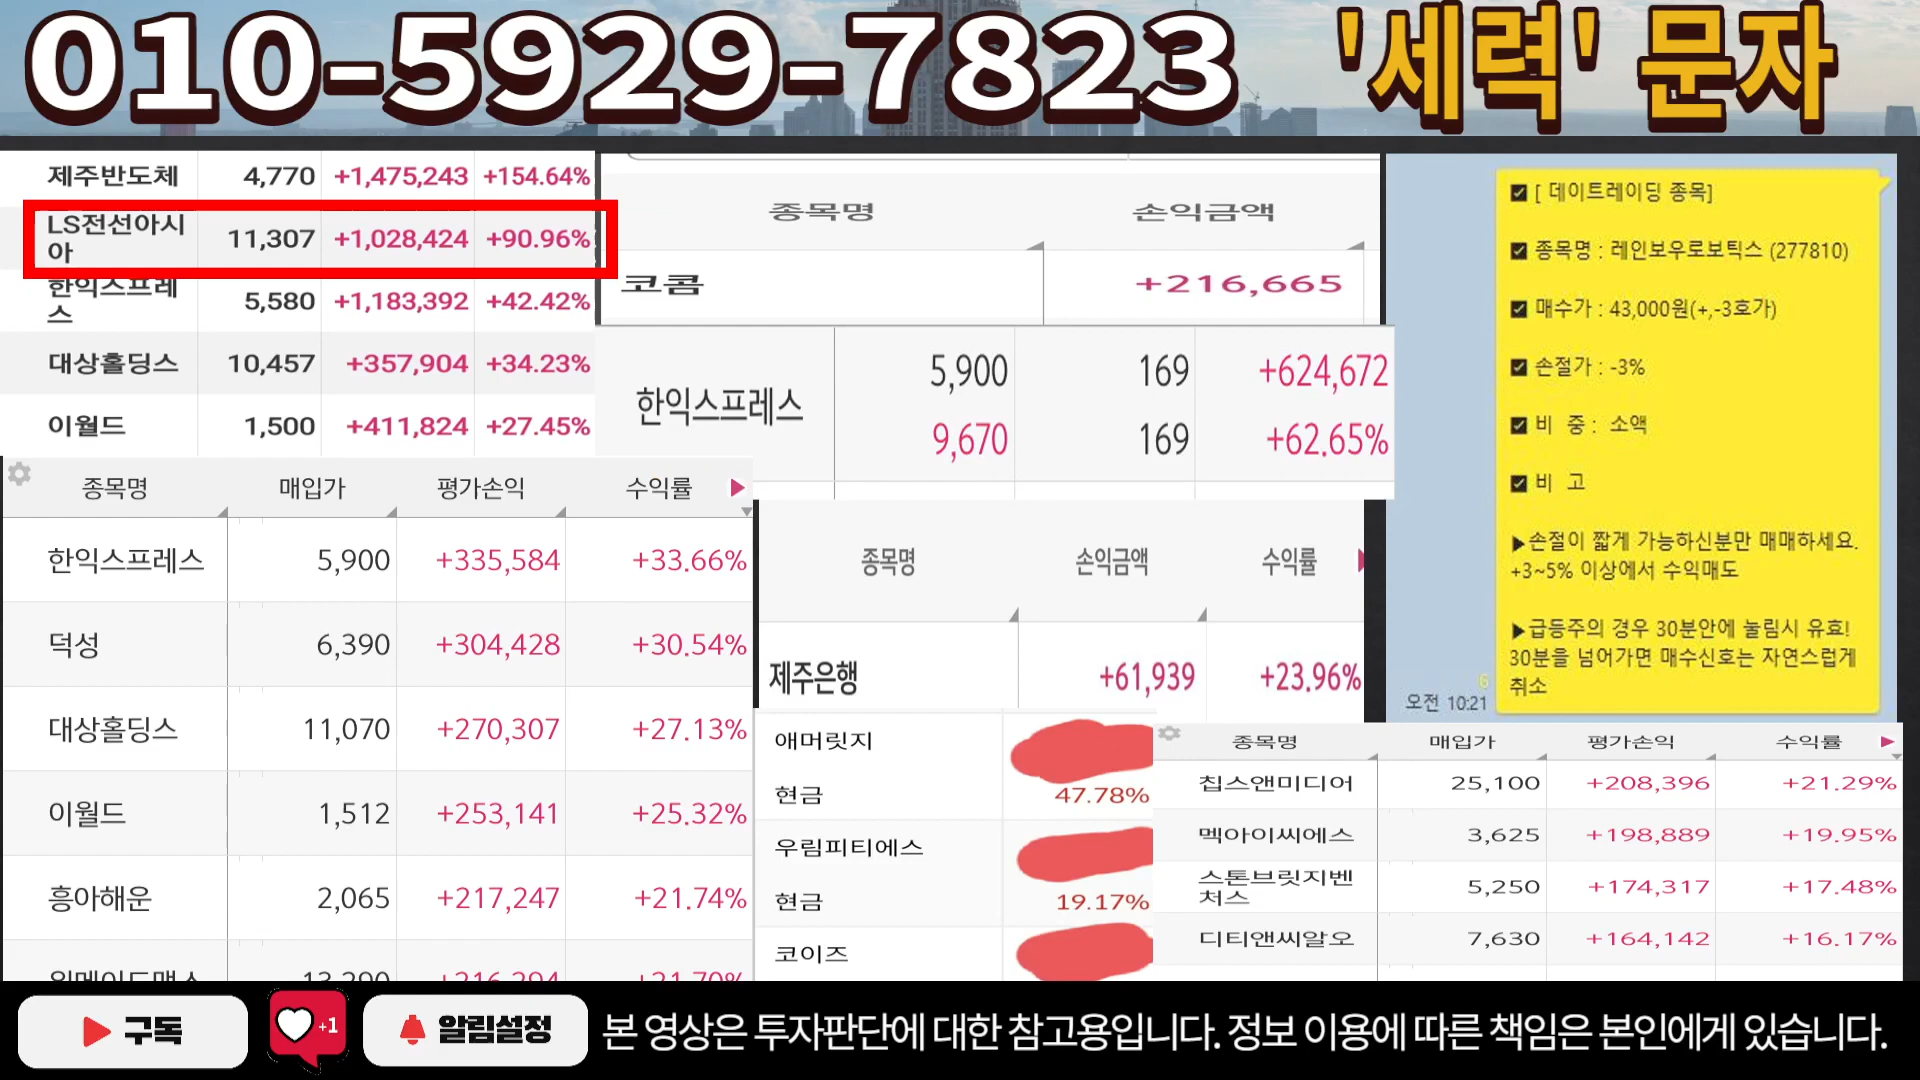 010-5929-7823 '세력' 문자
제주반도체 4,770 +1,475,243 +154.64%
LS전선아시아 11,307 +1,028,424 +90.96%
한익스프레스 5,580 +1,183,392 +42.42%
대상홀딩스 10,457 +357,904 +34.23%
이월드 1,500 +411,824 +27.45%
종목명 손익금액
코콤 +216,665
한익스프레스 5,900 169 +624,672
9,670 169 +62.65%
☑ [ 데이트레이딩 종목]
☑ 종목명 : 레인보우로보틱스 (277810)
☑ 매수가 : 43,000원(+,-3호가)
☑ 손절가 : -3%
☑ 비 중 : 소액
☑ 비 고
▶손절이 짧게 가능하신분만 매매하세요.
+3~5% 이상에서 수익매도
▶급등주의 경우 30분안에 눌림시 유효!
30분을 넘어가면 매수신호는 자연스럽게
취소
6
오전 10:21
종목명 매입가 평가손익 수익률
한익스프레스 5,900 +335,584 +33.66%
덕성 6,390 +304,428 +30.54%
대상홀딩스 11,070 +270,307 +27.13%
이월드 1,512 +253,141 +25.32%
흥아해운 2,065 +217,247 +21.74%
종목명 손익금액 수익률
제주은행 +61,939 +23.96%
애머릿지
현금 47.78%
우림피티에스
현금 19.17%
코이즈
종목명 매입가 평가손익 수익률
칩스앤미디어 25,100 +208,396 +21.29%
멕아이씨에스 3,625 +198,889 +19.95%
스톤브릿지벤처스 5,250 +174,317 +17.48%
디티앤씨알오 7,630 +164,142 +16.17%
구독 +1 알림설정 본 영상은 투자판단에 대한 참고용입니다. 정보 이용에 따른 책임은 본인에게 있습니다.